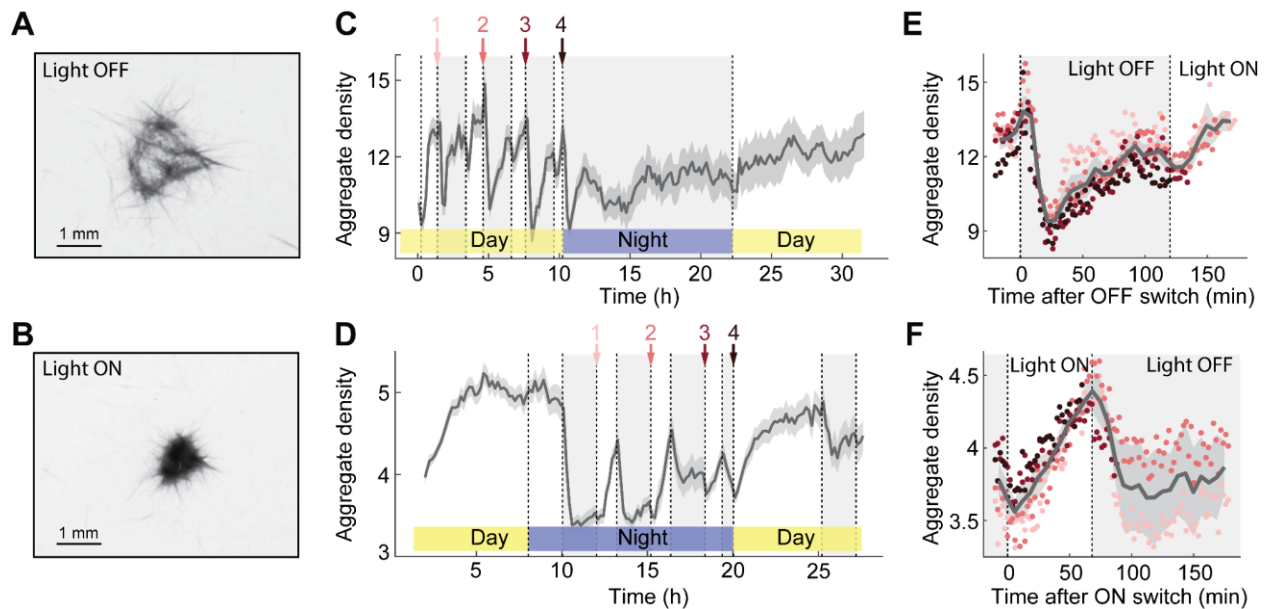 A
Light OFF
1 mm
B
Light ON
1 mm
C
1 2 3 4
Aggregate density
15
12
9
Day Night Day
0 5 10 15 20 25 30
Time (h)
D
1 2 3 4
Aggregate density
5
4
3
Day Night Day
5 10 15 20 25
Time (h)
E
Light OFF Light ON
Aggregate density
15
12
9
0 50 100 150
Time after OFF switch (min)
F
Light ON Light OFF
Aggregate density
4.5
4
3.5
0 50 100 150
Time after ON switch (min)